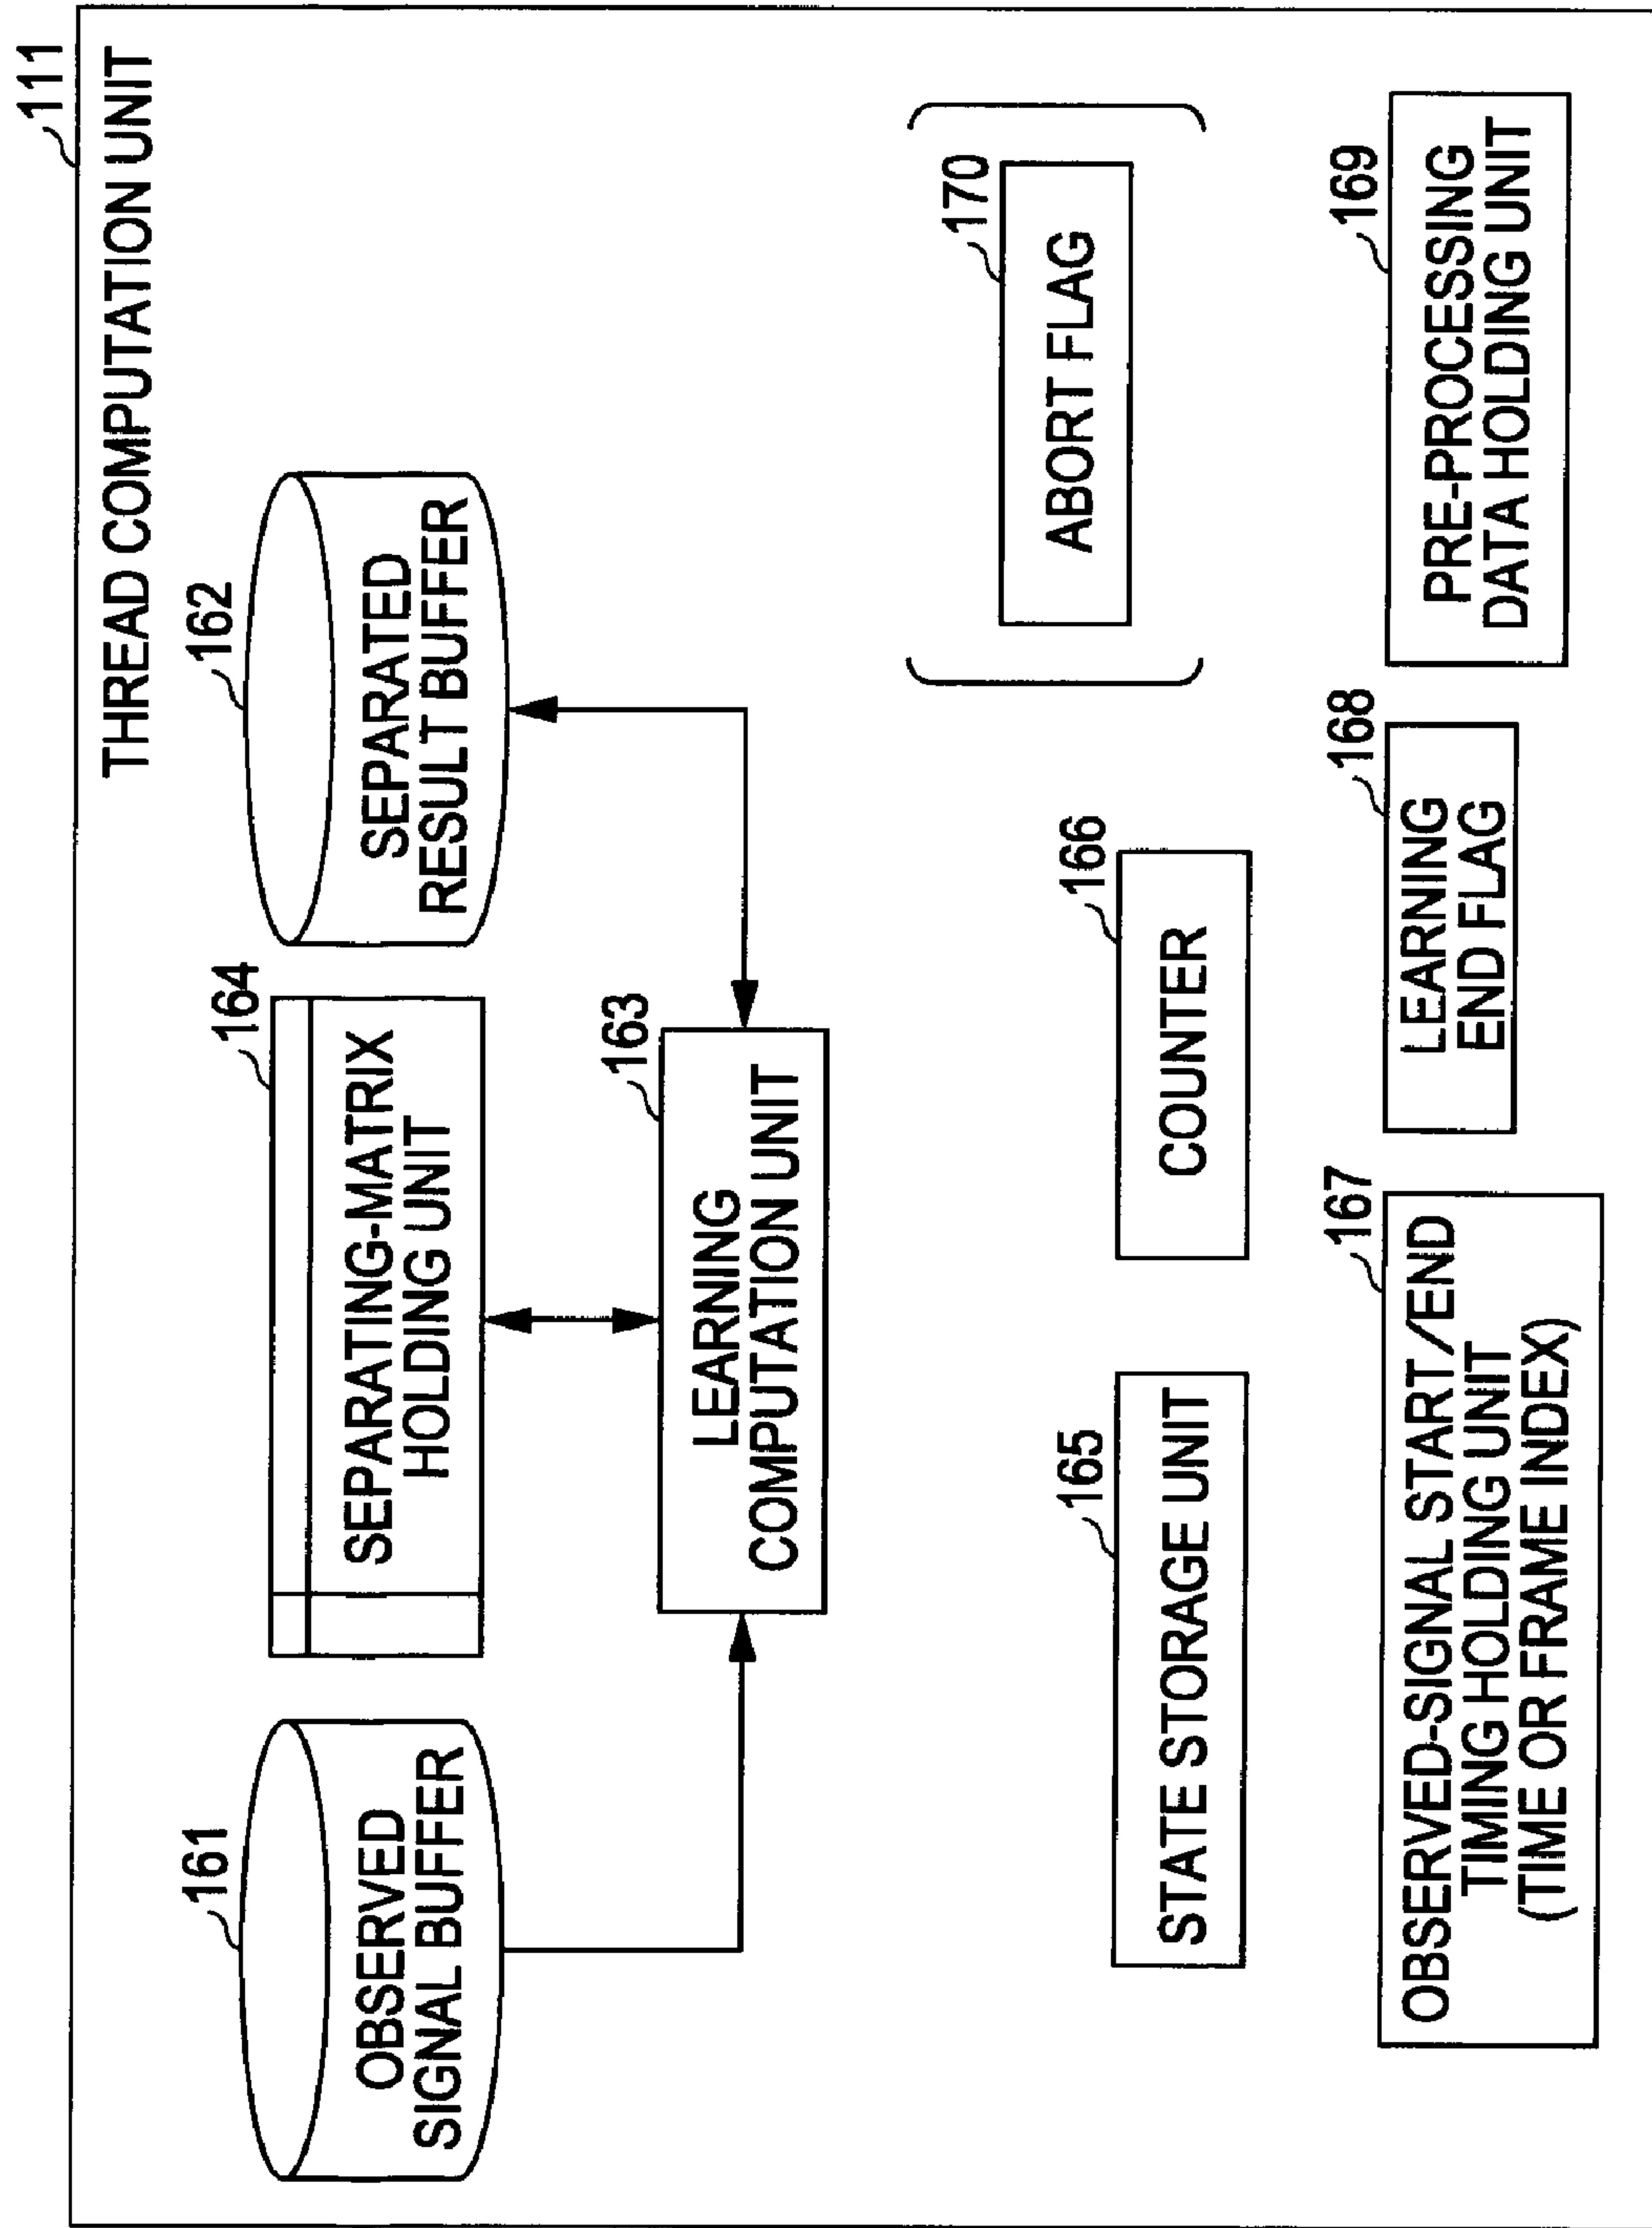 111
THREAD COMPUTATION UNIT
161
OBSERVED
SIGNAL BUFFER
164
SEPARATING-MATRIX
HOLDING UNIT
162
SEPARATED
RESULT BUFFER
163
LEARNING
COMPUTATION UNIT
170
ABORT FLAG
165
STATE STORAGE UNIT
166
COUNTER
167
OBSERVED-SIGNAL START/END
TIMING HOLDING UNIT
(TIME OR FRAME INDEX)
168
LEARNING
END FLAG
169
PRE-PROCESSING
DATA HOLDING UNIT